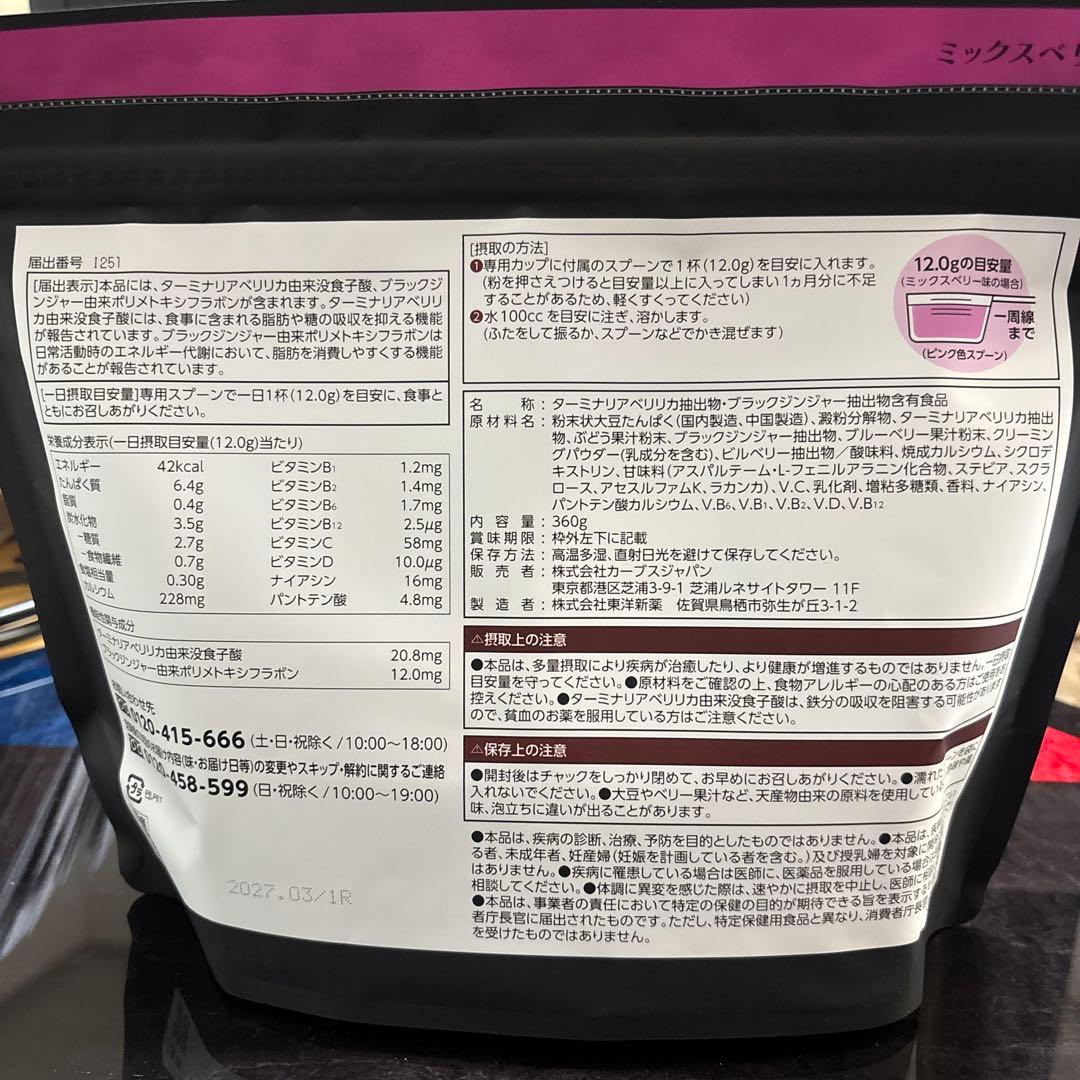 ミックスベリ
届出番号 I251
[届出表示]本品には、ターミナリアベリリカ由来没食子酸、ブラックジ
ンジャー由来ポリメトキシフラボンが含まれます。ターミナリアベリリ
カ由来没食子酸には、食事に含まれる脂肪や糖の吸収を抑える機能
が報告されています。ブラックジンジャー由来ポリメトキシフラボンは
日常活動時のエネルギー代謝において、脂肪を消費しやすくする機能
があることが報告されています。
[一日摂取目安量]専用スプーンで一日1杯(12.0g)を目安に、食事と
ともにお召しあがりください。
栄養成分表示(一日摂取目安量(12.0g)当たり)
エネルギー 42kcal ビタミンB1 1.2mg
たんぱく質 6.4g ビタミンB2 1.4mg
脂質 0.4g ビタミンB6 1.7mg
炭水化物 3.5g ビタミンB12 2.5μg
-糖質 2.7g ビタミンC 58mg
-食物繊維 0.7g ビタミンD 10.0μg
食塩相当量 0.30g ナイアシン 16mg
カルシウム 228mg パントテン酸 4.8mg
機能性関与成分
ターミナリアベリリカ由来没食子酸 20.8mg
ブラックジンジャー由来ポリメトキシフラボン 12.0mg
お問い合わせ先
0120-415-666 (土・日・祝除く/10:00～18:00)
お届け内容(味・お届け日等)の変更やスキップ・解約に関するご連絡
0120-458-599 (日・祝除く/10:00～19:00)
プラ PE,PET
2027.03/1R
[摂取の方法]
❶専用カップに付属のスプーンで1杯(12.0g)を目安に入れます。
(粉を押さえつけると目安量以上に入ってしまい1ヵ月分に不足
することがあるため、軽くすくってください)
❷水100ccを目安に注ぎ、溶かします。
(ふたをして振るか、スプーンなどでかき混ぜます)
12.0gの目安量
(ミックスベリー味の場合)
一周線
まで
(ピンク色スプーン)
名 称:ターミナリアベリリカ抽出物・ブラックジンジャー抽出物含有食品
原材料名:粉末状大豆たんぱく(国内製造、中国製造)、澱粉分解物、ターミナリアベリリカ抽出
物、ぶどう果汁粉末、ブラックジンジャー抽出物、ブルーベリー果汁粉末、クリーミン
グパウダー(乳成分を含む)、ビルベリー抽出物／酸味料、焼成カルシウム、シクロデ
キストリン、甘味料(アスパルテーム・L-フェニルアラニン化合物、ステビア、スクラ
ロース、アセスルファムK、ラカンカ)、V.C、乳化剤、増粘多糖類、香料、ナイアシン、
パントテン酸カルシウム、V.B6、V.B1、V.B2、V.D、V.B12
内容量:360g
賞味期限:枠外左下に記載
保存方法:高温多湿、直射日光を避けて保存してください。
販売者:株式会社カーブスジャパン
東京都港区芝浦3-9-1 芝浦ルネサイトタワー 11F
製造者:株式会社東洋新薬 佐賀県鳥栖市弥生が丘3-1-2
⚠摂取上の注意
●本品は、多量摂取により疾病が治癒したり、より健康が増進するものではありません。一日摂取
目安量を守ってください。●原材料をご確認の上、食物アレルギーの心配のある方はご使用を
控えください。●ターミナリアベリリカ由来没食子酸は、鉄分の吸収を阻害する可能性があります
ので、貧血のお薬を服用している方はご注意ください。
⚠保存上の注意
●開封後はチャックをしっかり閉めて、お早めにお召しあがりください。●濡れた
入れないでください。●大豆やベリー果汁など、天産物由来の原料を使用している
味、泡立ちに違いが出ることがあります。
●本品は、疾病の診断、治療、予防を目的としたものではありません。●本品は、疾
る者、未成年者、妊産婦(妊娠を計画している者を含む。)及び授乳婦を対象に開
はありません。●疾病に罹患している場合は医師に、医薬品を服用している場合
相談してください。●体調に異変を感じた際は、速やかに摂取を中止し、医師に相
●本品は、事業者の責任において特定の保健の目的が期待できる旨を表示する
者庁長官に届出されたものです。ただし、特定保健用食品と異なり、消費者庁長官
を受けたものではありません。